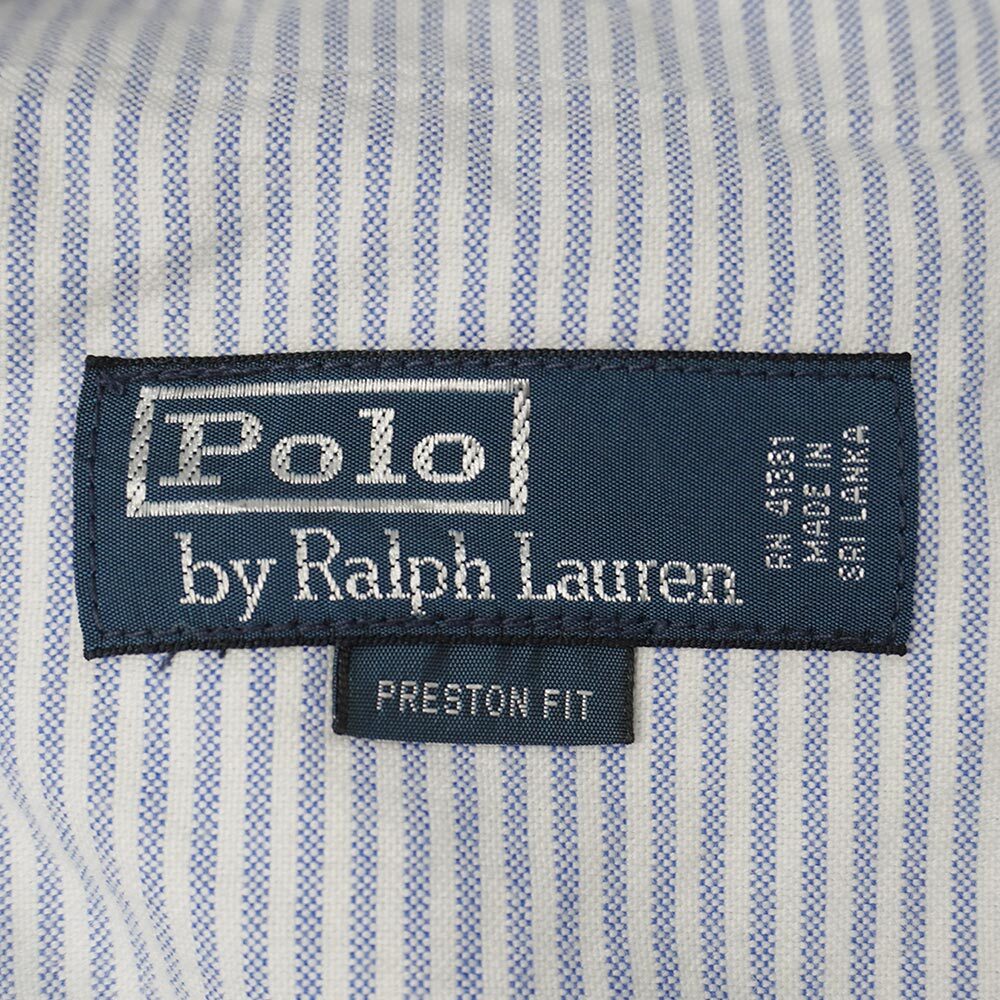 Polo
by Ralph Lauren
RN 41381
MADE IN
SRI LANKA
PRESTON FIT